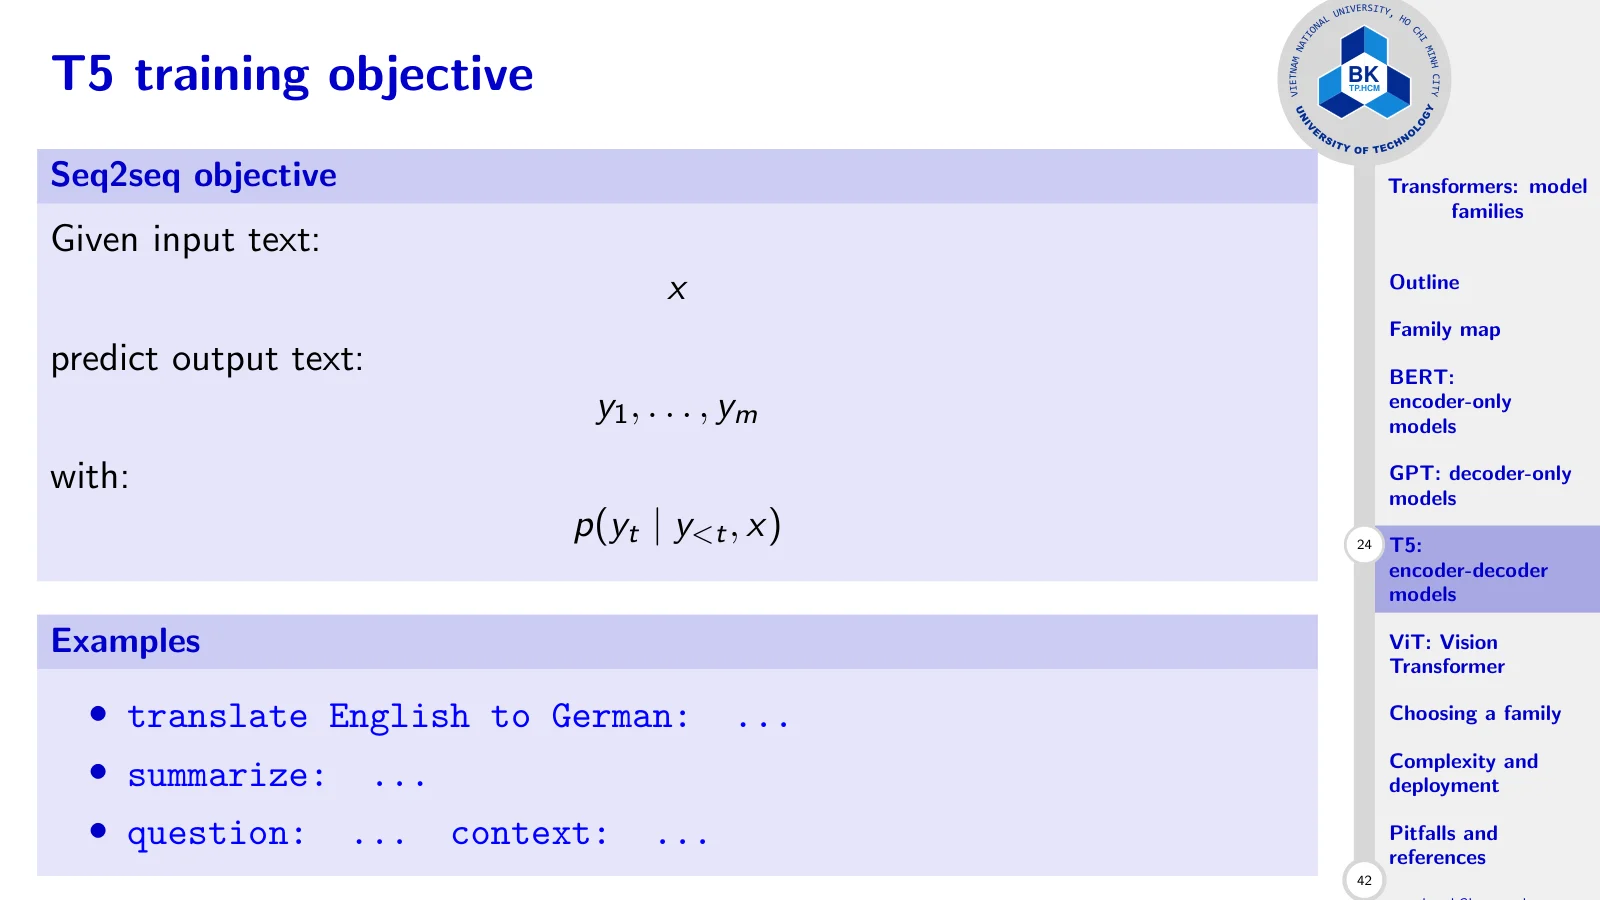 T5 training objective
VIETNAM NATIONAL UNIVERSITY, HO CHI MINH CITY
BK
TP.HCM
UNIVERSITY OF TECHNOLOGY
Seq2seq objective
Given input text:
x
predict output text:
y₁, . . . , yₘ
with:
p(yₜ | y<ₜ, x)
Examples
• translate English to German: ...
• summarize: ...
• question: ... context: ...
Transformers: model
families
Outline
Family map
BERT:
encoder-only
models
GPT: decoder-only
models
24
T5:
encoder-decoder
models
ViT: Vision
Transformer
Choosing a family
Complexity and
deployment
Pitfalls and
references
42